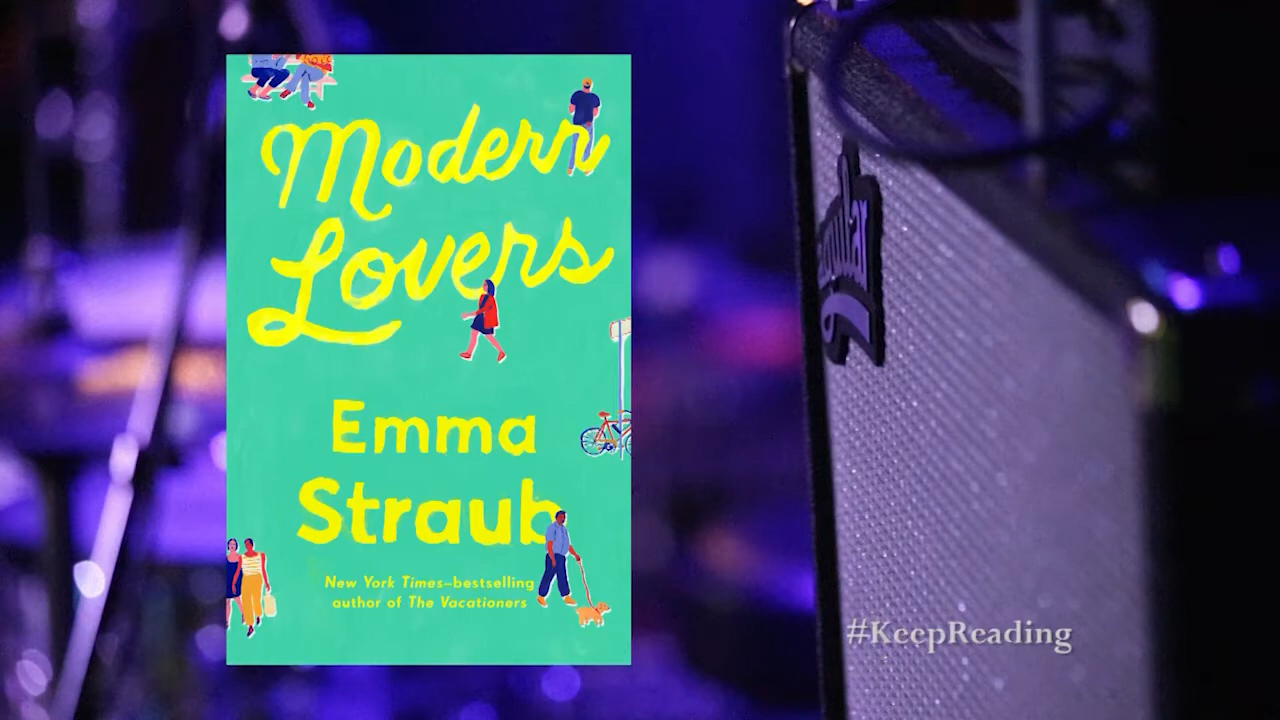 Modern
Lovers
Emma
Straub
New York Times–bestselling
author of The Vacationers
#KeepReading